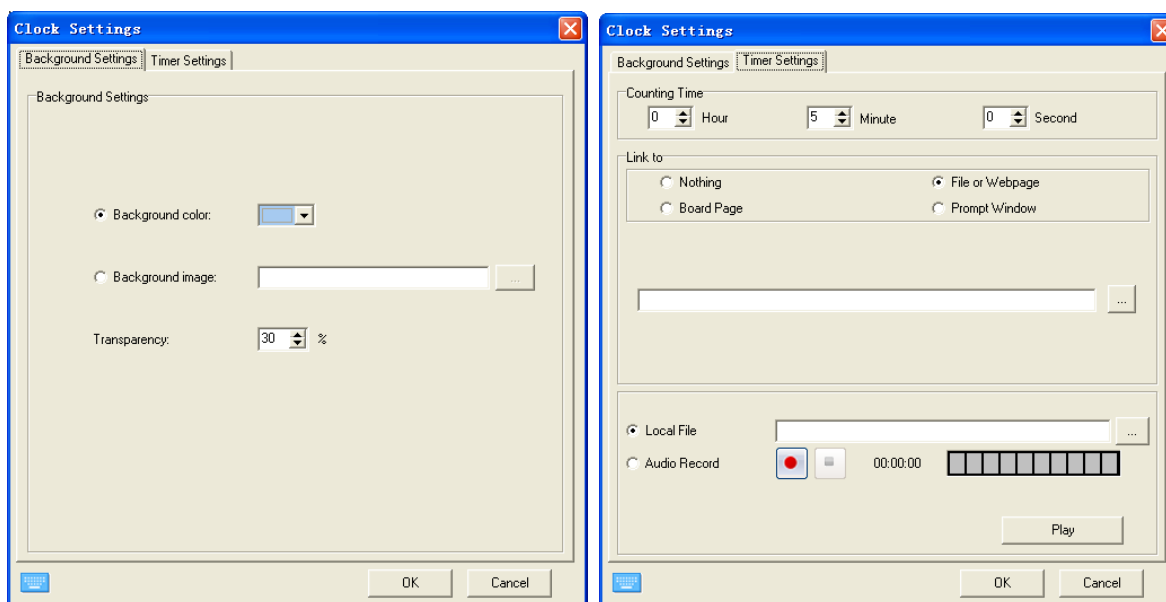 Clock Settings
Background Settings Timer Settings
Background Settings
Background color:
Background image: ...
Transparency: 30 %
OK Cancel
Clock Settings
Background Settings Timer Settings
Counting Time
0 Hour 5 Minute 0 Second
Link to
Nothing File or Webpage
Board Page Prompt Window
...
Local File ...
Audio Record 00:00:00
Play
OK Cancel